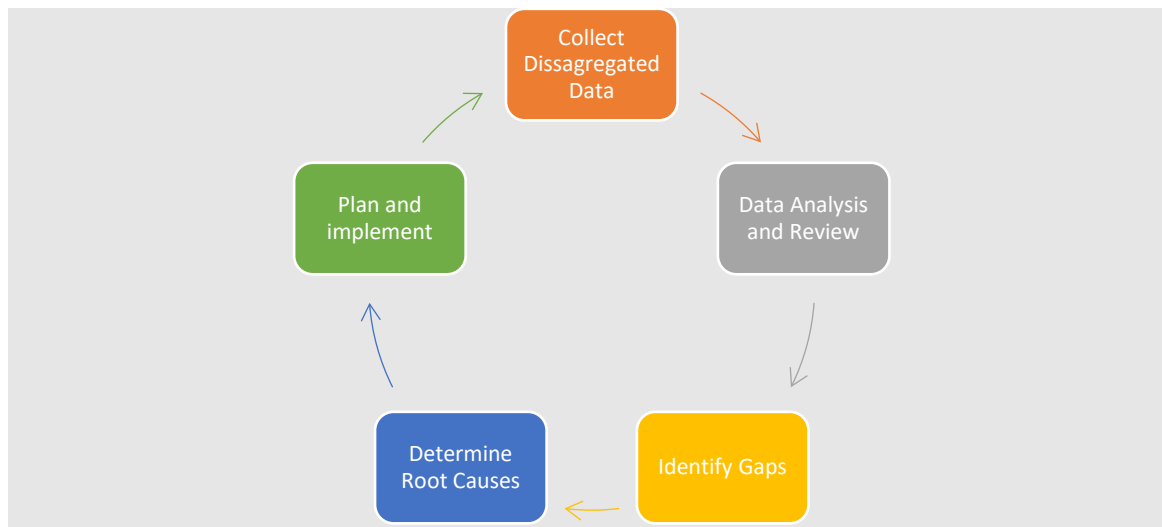 Collect
Dissagregated
Data
Data Analysis
and Review
Identify Gaps
Determine
Root Causes
Plan and
implement